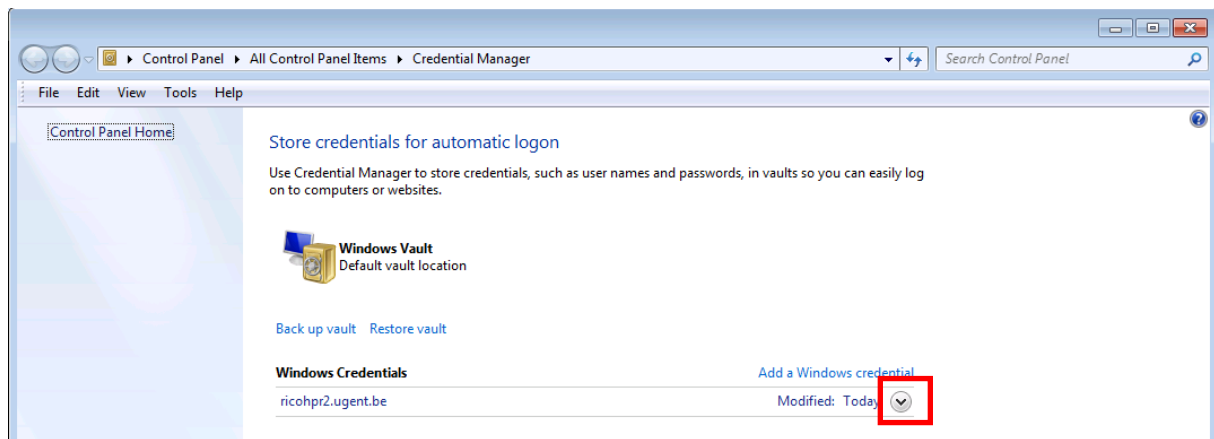 Control Panel All Control Panel Items Credential Manager
Search Control Panel
File Edit View Tools Help
Control Panel Home
Store credentials for automatic logon
Use Credential Manager to store credentials, such as user names and passwords, in vaults so you can easily log
on to computers or websites.
Windows Vault
Default vault location
Back up vault Restore vault
Windows Credentials Add a Windows credential
ricohpr2.ugent.be Modified: Today